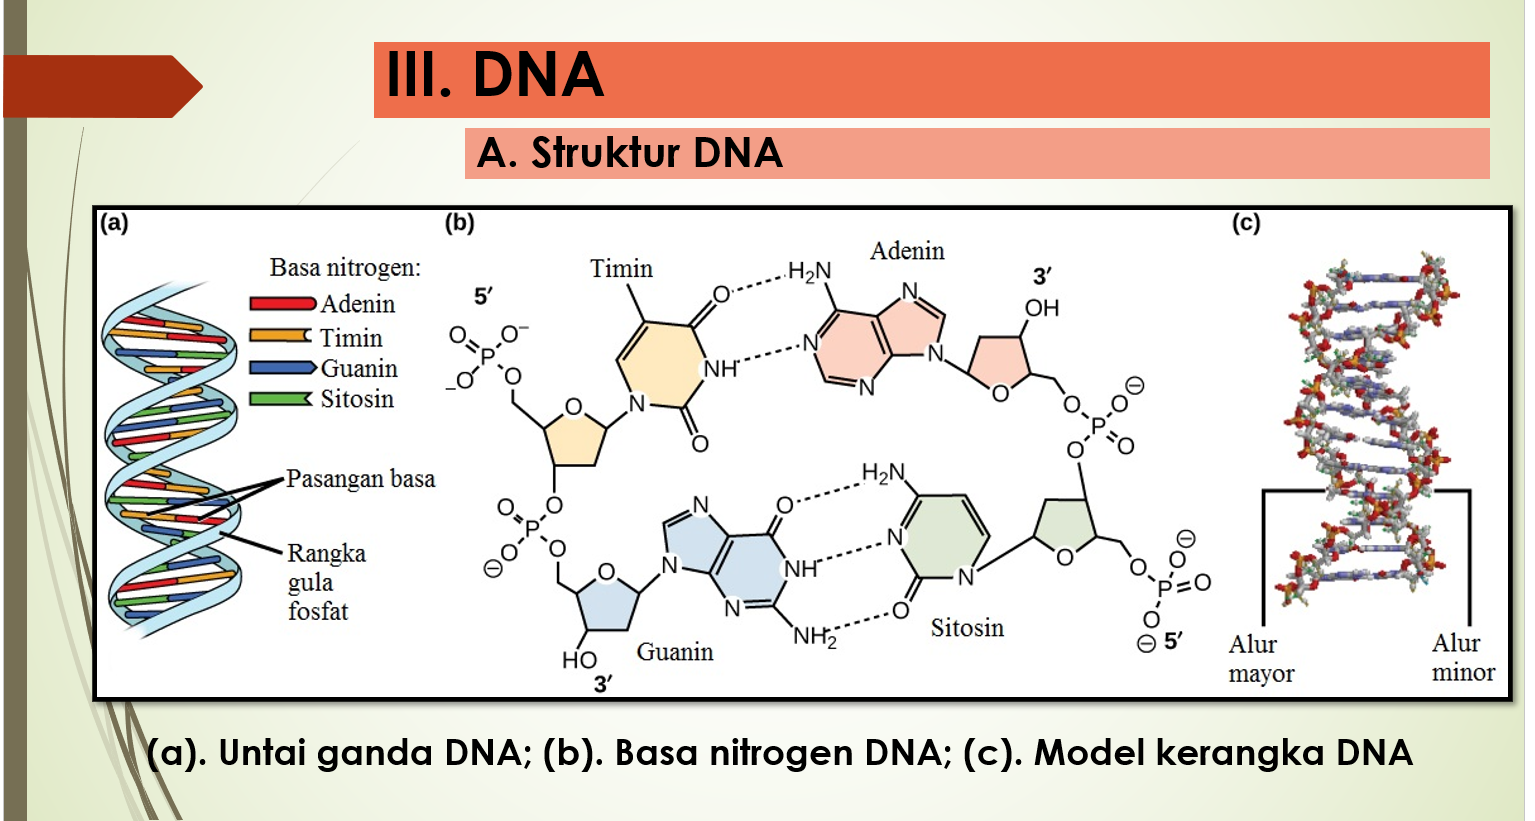 III. DNA
A. Struktur DNA
(a)
Basa nitrogen:
Adenin
Timin
Guanin
Sitosin
Pasangan basa
Rangka
gula
fosfat
(b)
Timin
Adenin
5′
3′
O
H₂N
N
OH
O
O⁻
P
⁻O
O
NH
N
N
N
O
N
O
O
O
O
⊖
P
O
O
H₂N
O
O
P
⊖
O
O
N
O
N
O
N
NH
N
N
O
O
O
⊖
O
P
O
O
⊖
5′
N
NH₂
O
HO
3′
Guanin
Sitosin
(c)
Alur
mayor
Alur
minor
(a). Untai ganda DNA; (b). Basa nitrogen DNA; (c). Model kerangka DNA